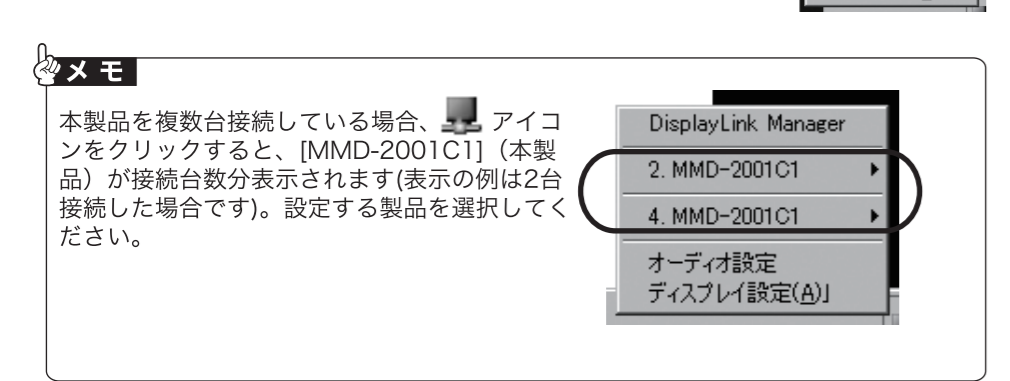 メモ
本製品を複数台接続している場合、 アイコ
ンをクリックすると、[MMD-2001C1]（本製
品）が接続台数分表示されます(表示の例は2台
接続した場合です)。設定する製品を選択してく
ださい。
DisplayLink Manager
2. MMD-2001C1
4. MMD-2001C1
オーディオ設定
ディスプレイ設定(A)｣